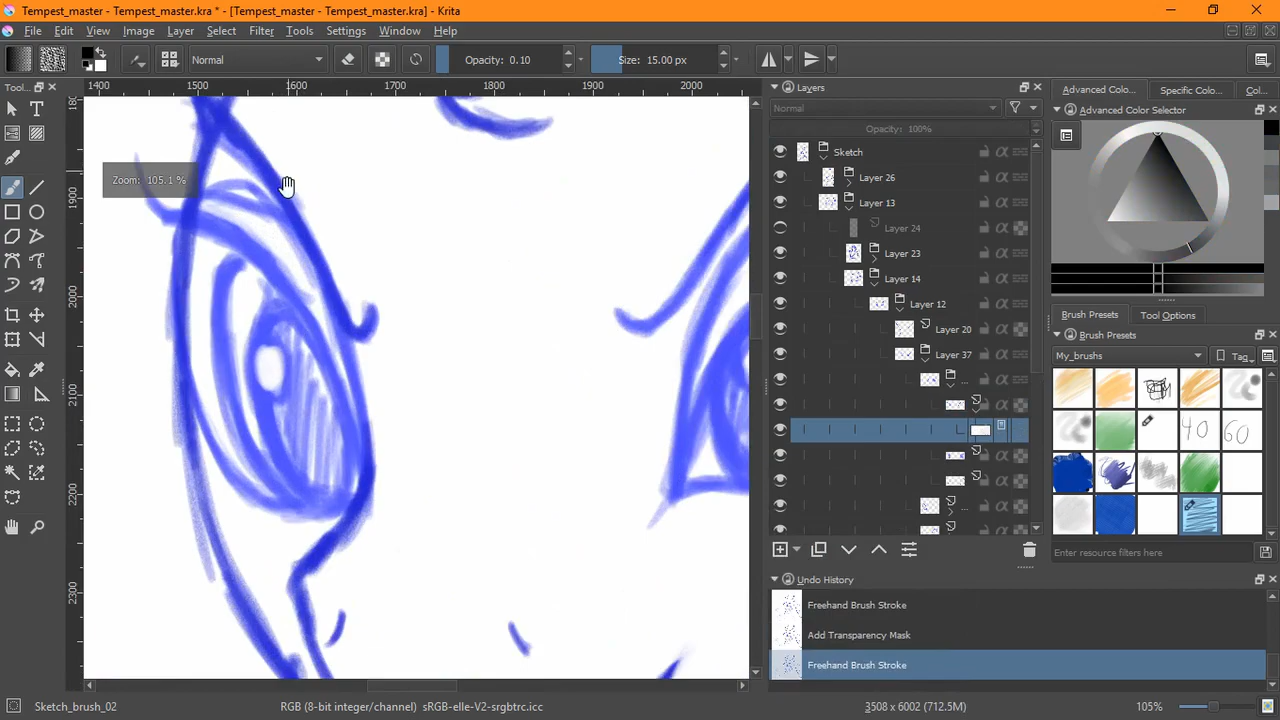 Tempest_master - Tempest_master.kra * - [Tempest_master - Tempest_master.kra] - Krita
File Edit View Image Layer Select Filter Tools Settings Window Help
Normal Opacity: 0.10 Size: 15.00 px
Tool...
1400 1500 1600 1700 1800 1900 2000
Layers
Advanced Colo... Specific Colo... Col...
Normal
Advanced Color Selector
Opacity: 100%
Sketch
Zoom: 105.1 %
Layer 26
1900
Layer 13
Layer 24
Layer 23
Layer 14
2000
Layer 12
Brush Presets Tool Options
Layer 20
Brush Presets
Layer 37
My_brushes Tag
...
2100
40 60
2200
...
...
Enter resource filters here
Undo History
2300
Freehand Brush Stroke
Add Transparency Mask
Freehand Brush Stroke
Sketch_brush_02 RGB (8-bit integer/channel) sRGB-elle-V2-srgbtrc.icc 3508 x 6002 (712.5M) 105%